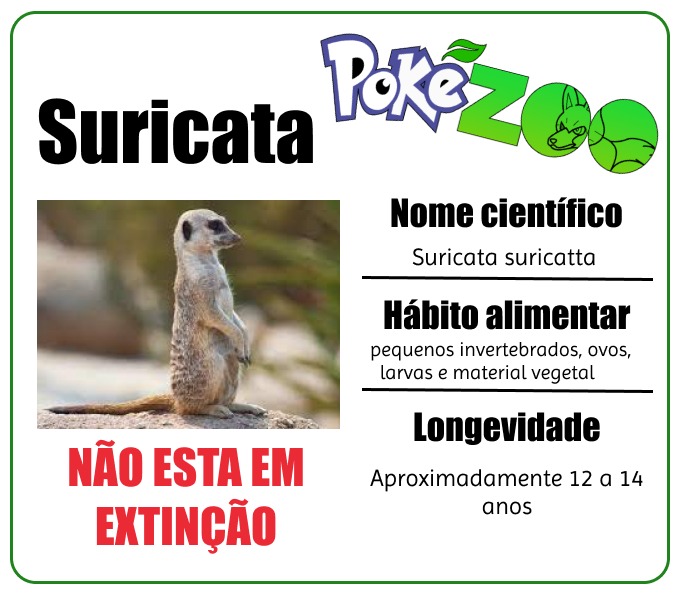 PokéZOO
Suricata
Nome científico
Suricata suricatta
Hábito alimentar
pequenos invertebrados, ovos,
larvas e material vegetal
Longevidade
Aproximadamente 12 a 14
anos
NÃO ESTA EM
EXTINÇÃO